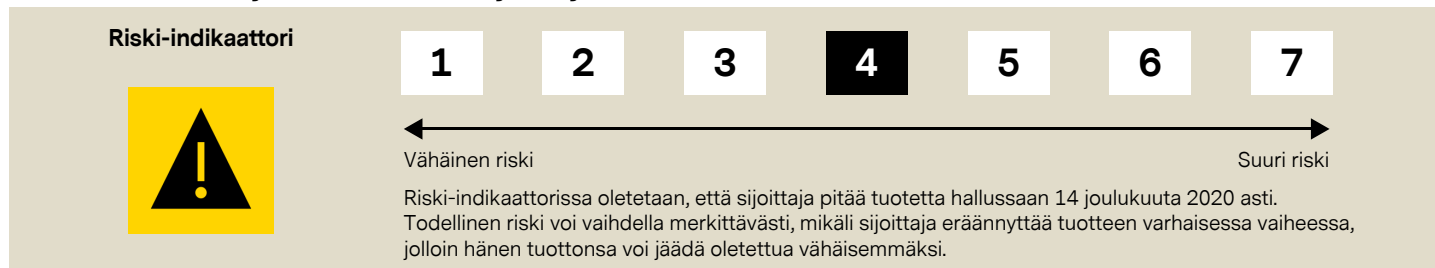 Riski-indikaattori
1 2 3 4 5 6 7
Vähäinen riski Suuri riski
Riski-indikaattorissa oletetaan, että sijoittaja pitää tuotetta hallussaan 14 joulukuuta 2020 asti.
Todellinen riski voi vaihdella merkittävästi, mikäli sijoittaja eräännyttää tuotteen varhaisessa vaiheessa,
jolloin hänen tuottonsa voi jäädä oletettua vähäisemmäksi.